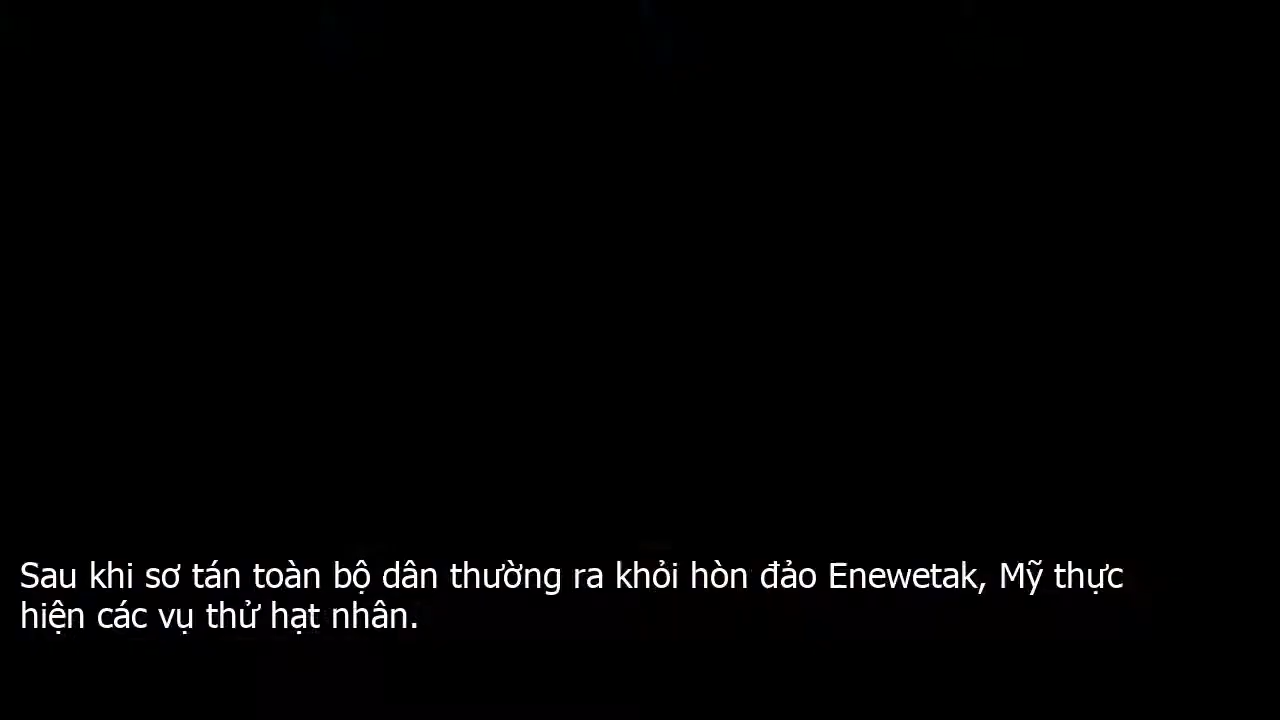 Sau khi sơ tán toàn bộ dân thường ra khỏi hòn đảo Enewetak, Mỹ thực
hiện các vụ thử hạt nhân.